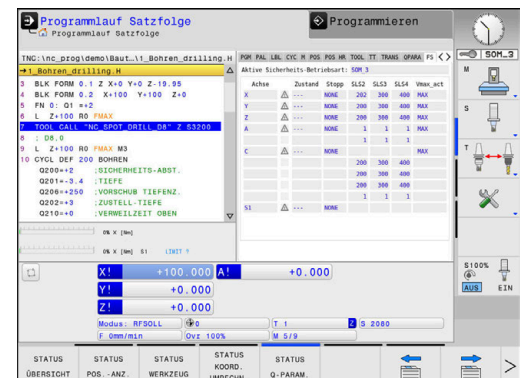 Programmlauf Satzfolge
Programmlauf Satzfolge
Programmieren
TNC:\nc_prog\demo\Baut…\1_Bohren_drilling.H
→1_Bohren_drilling.H
3 BLK FORM 0.1 Z X+0 Y+0 Z-19.95
4 BLK FORM 0.2 X+100 Y+100 Z+0
5 FN 0: Q1 =+2
6 L Z+100 R0 FMAX
7 TOOL CALL "NC_SPOT_DRILL_D8" Z S3200
8 ; D8,0
9 L Z+100 R0 FMAX M3
10 CYCL DEF 200 BOHREN
Q200=+2 ;SICHERHEITS-ABST.
Q201=-3.4 ;TIEFE
Q206=+250 ;VORSCHUB TIEFENZ.
Q202=+3 ;ZUSTELL-TIEFE
Q210=+0 ;VERWEILZEIT OBEN
0% X [Nm]
0% X [Nm] S1 LIMIT 1
PGM PAL LBL CYC M POS POS HR TOOL TT TRANS QPARA FS
Aktive Sicherheits-Betriebsart: SOM_3
Achse Zustand Stopp SLS2 SLS3 SLS4 Vmax_act
X --- NONE 202 300 400 MAX
Y --- NONE 200 300 400 MAX
Z --- NONE 200 300 400 MAX
A --- NONE 1 1 1 MAX
1 1 1
C --- NONE MAX
200 300 400
200 300 400
200 300 400
1 1 1
S1 --- NONE
X! +100.000 A! +0.000
Y! +0.000
Z! +0.000
Modus: RFSOLL 0 T 1 Z S 2080
F 0mm/min Ovr 100% M 5/9
SOM_3
M
S
T
S100%
AUS EIN
STATUS ÜBERSICHT
STATUS POS.-ANZ.
STATUS WERKZEUG
STATUS KOORD.
STATUS Q-PARAM.